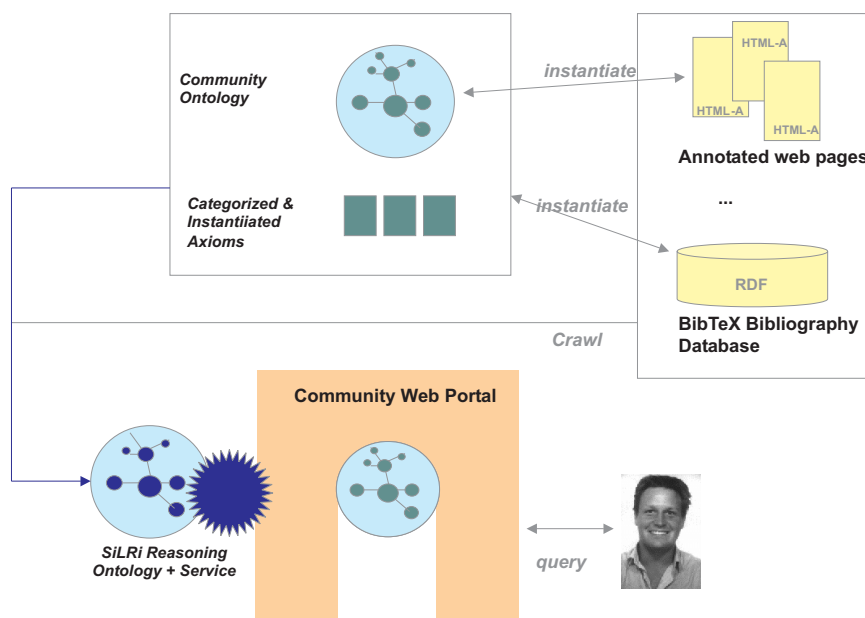 Community
Ontology
instantiate
HTML-A
HTML-A
HTML-A
Annotated web pages
...
Categorized &
Instantiiated
Axioms
instantiate
RDF
BibTeX Bibliography
Database
Crawl
Community Web Portal
SiLRi Reasoning
Ontology + Service
query